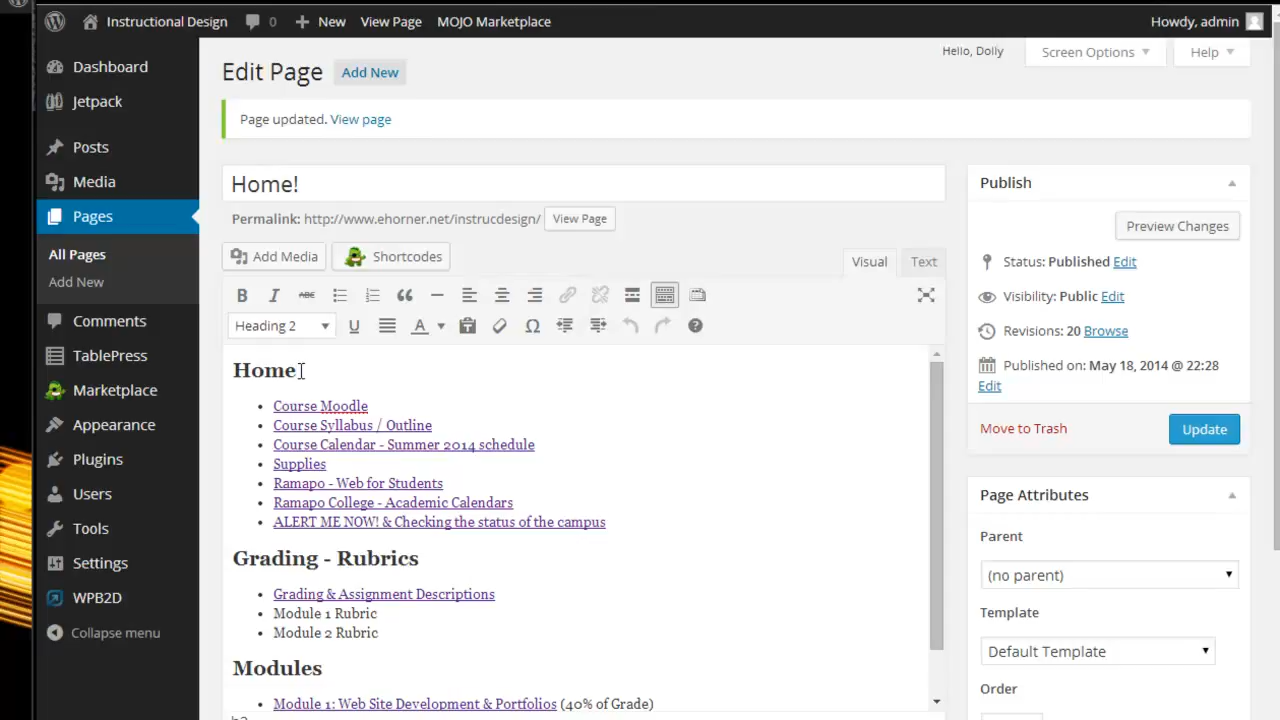 Instructional Design 0 New View Page MOJO Marketplace Howdy, admin
Hello, Dolly Screen Options Help
Dashboard
Jetpack
Posts
Media
Pages
All Pages
Add New
Comments
TablePress
Marketplace
Appearance
Plugins
Users
Tools
Settings
WPB2D
Collapse menu
Edit Page Add New
Page updated. View page
Home!
Permalink: http://www.ehorner.net/instrucdesign/ View Page
Add Media Shortcodes Visual Text
B I ABC
Heading 2 U A Ω
Home
Course Moodle
Course Syllabus / Outline
Course Calendar - Summer 2014 schedule
Supplies
Ramapo - Web for Students
Ramapo College - Academic Calendars
ALERT ME NOW! & Checking the status of the campus
Grading - Rubrics
Grading & Assignment Descriptions
Module 1 Rubric
Module 2 Rubric
Modules
Module 1: Web Site Development & Portfolios (40% of Grade)
Publish
Preview Changes
Status: Published Edit
Visibility: Public Edit
Revisions: 20 Browse
Published on: May 18, 2014 @ 22:28
Edit
Move to Trash Update
Page Attributes
Parent
(no parent)
Template
Default Template
Order